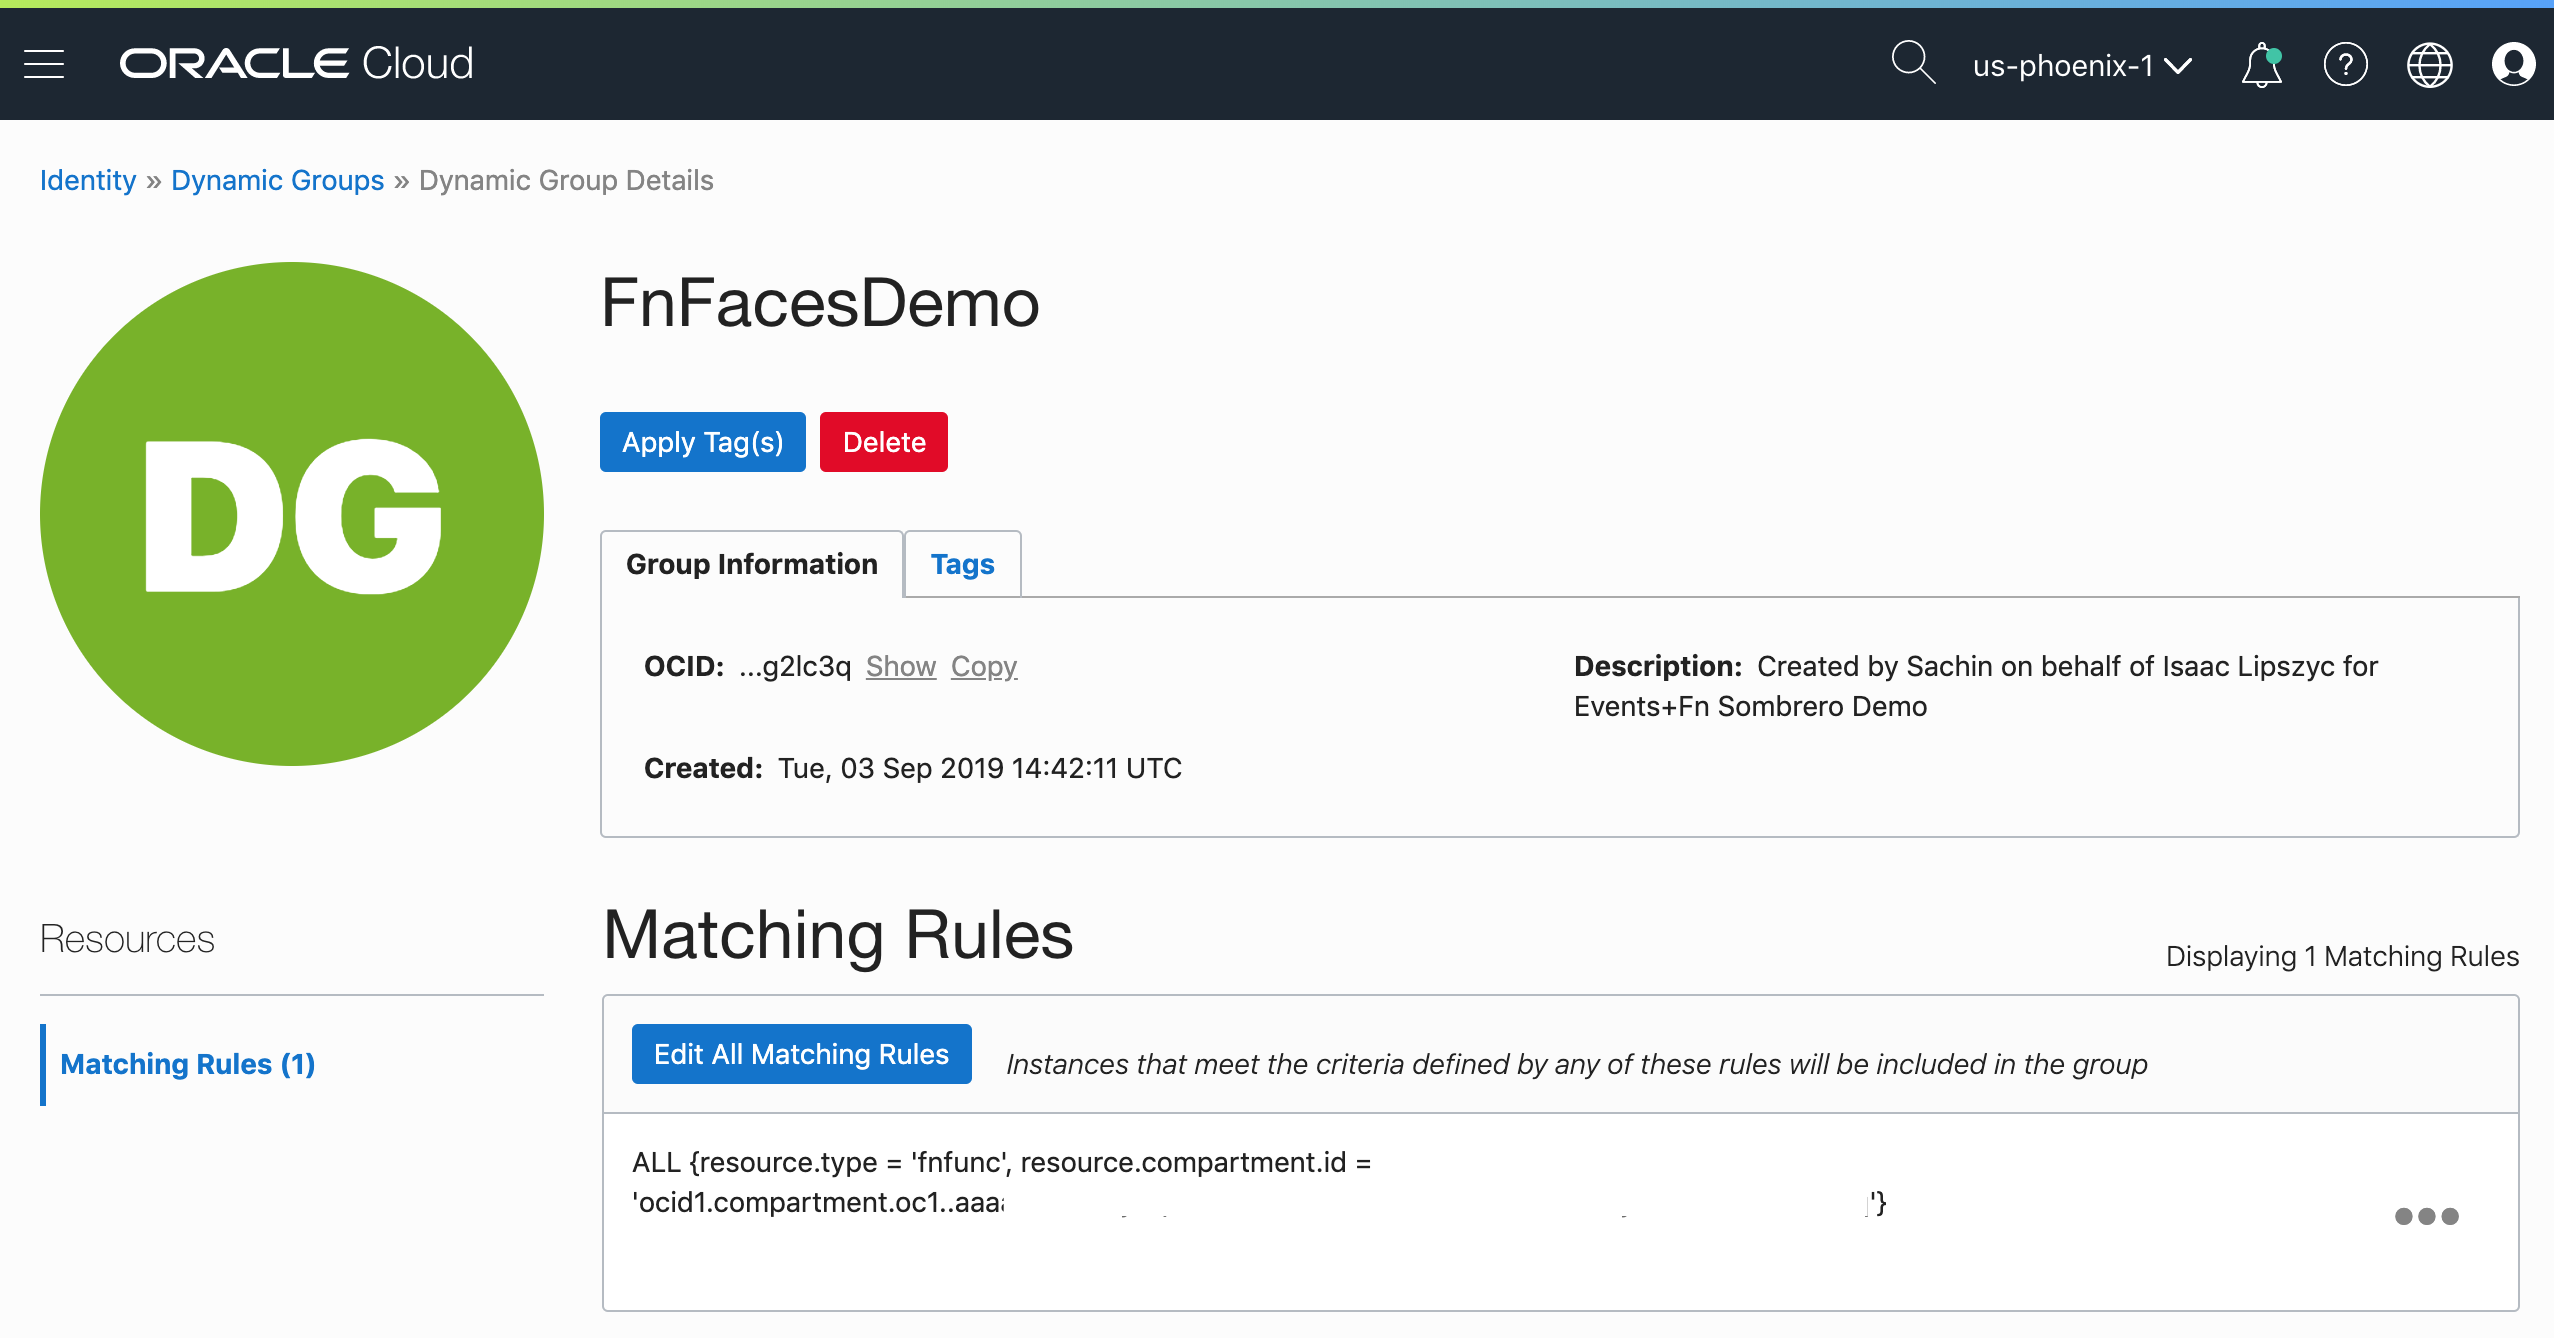 ORACLE Cloud
us-phoenix-1
?
Identity » Dynamic Groups » Dynamic Group Details
DG
FnFacesDemo
Apply Tag(s) Delete
Group Information Tags
OCID: ...g2lc3q Show Copy
Description: Created by Sachin on behalf of Isaac Lipszyc for
Events+Fn Sombrero Demo
Created: Tue, 03 Sep 2019 14:42:11 UTC
Resources
Matching Rules (1)
Matching Rules
Displaying 1 Matching Rules
Edit All Matching Rules Instances that meet the criteria defined by any of these rules will be included in the group
ALL {resource.type = 'fnfunc', resource.compartment.id =
'ocid1.compartment.oc1..aaaa '}